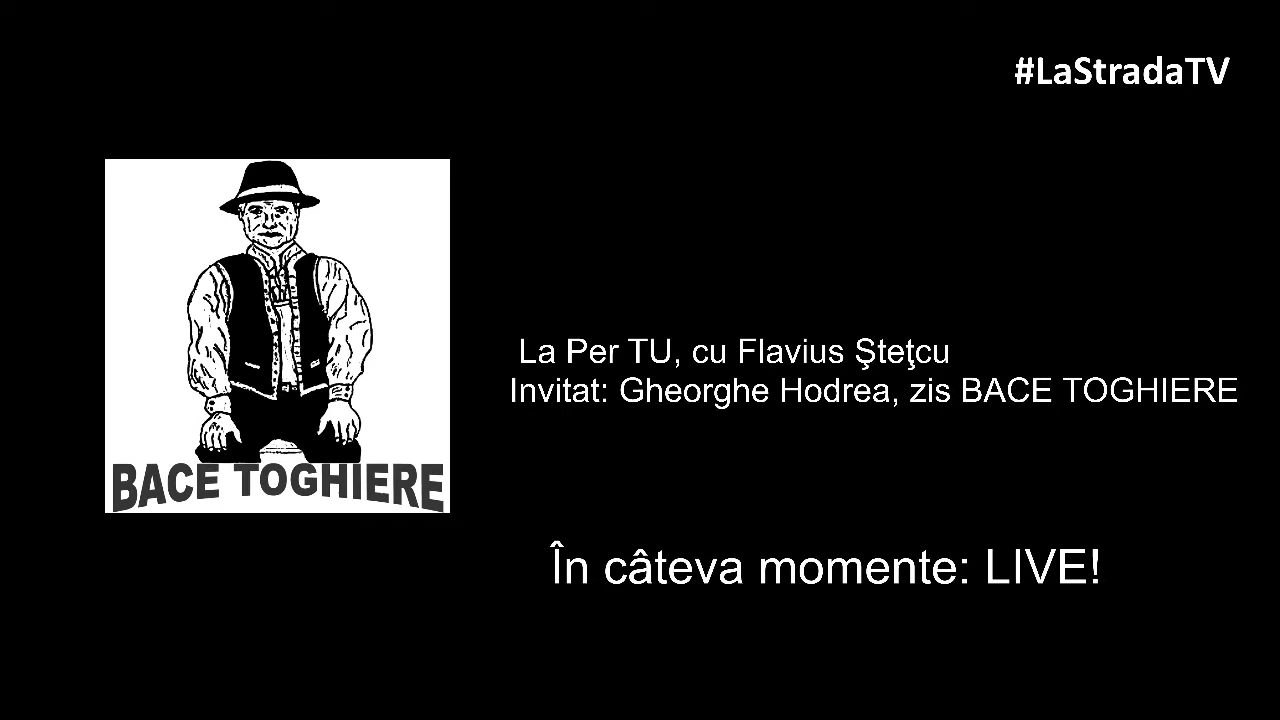 #LaStradaTV
La Per TU, cu Flavius Şteţcu
Invitat: Gheorghe Hodrea, zis BACE TOGHIERE
BACE TOGHIERE
În câteva momente: LIVE!